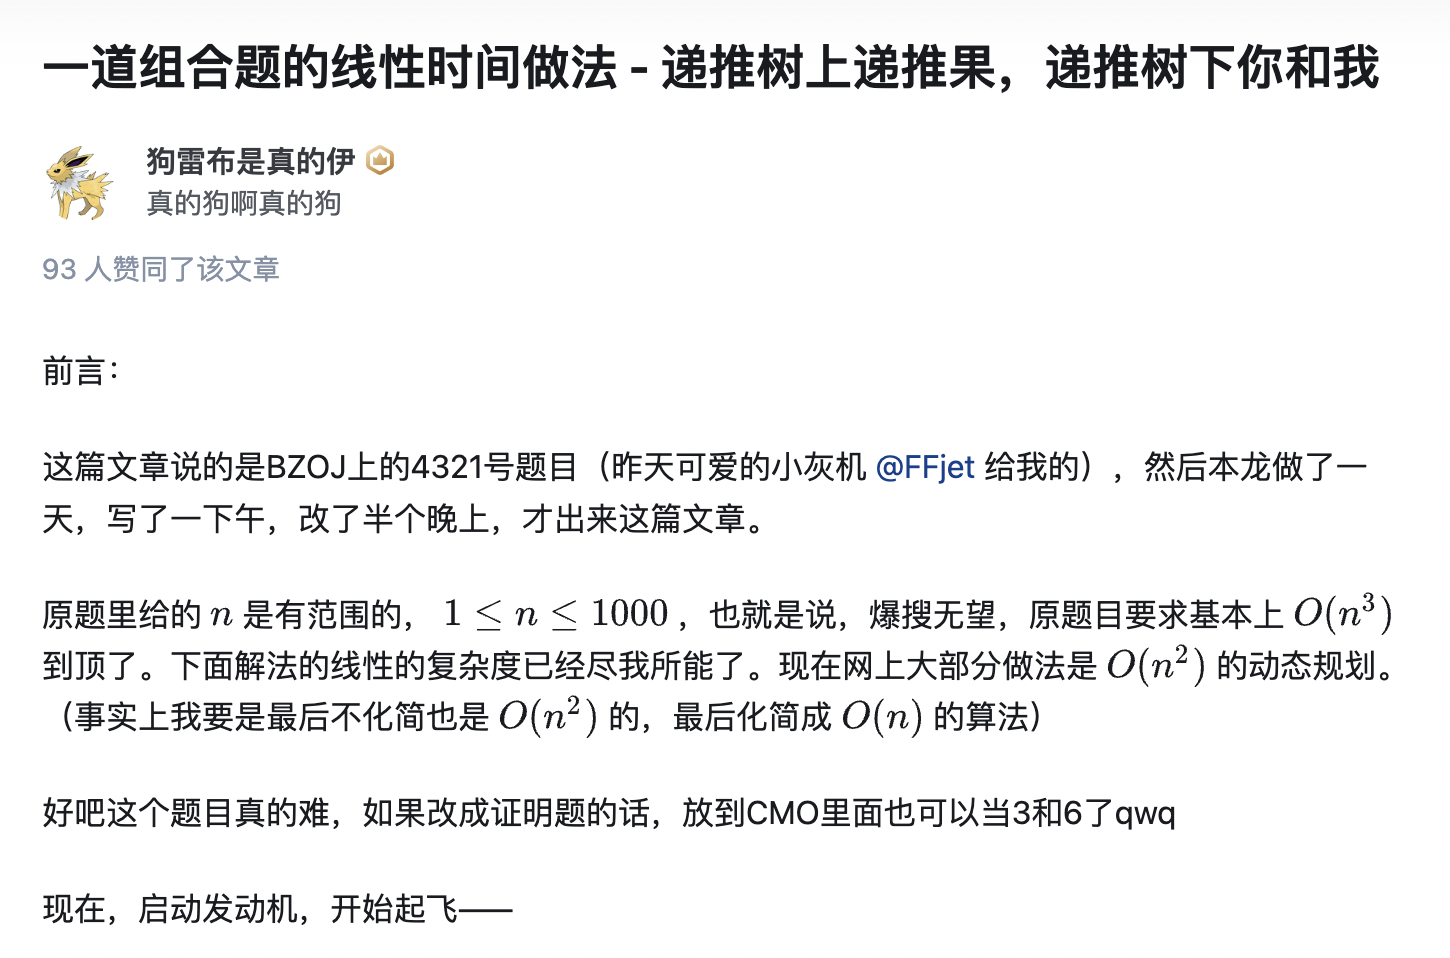 一道组合题的线性时间做法 - 递推树上递推果，递推树下你和我
狗雷布是真的伊
真的狗啊真的狗
93 人赞同了该文章
前言：
这篇文章说的是BZOJ上的4321号题目（昨天可爱的小灰机 @FFjet 给我的），然后本龙做了一
天，写了一下午，改了半个晚上，才出来这篇文章。
原题里给的 n 是有范围的， 1 ≤ n ≤ 1000 ，也就是说，爆搜无望，原题目要求基本上 O(n³)
到顶了。下面解法的线性的复杂度已经尽我所能了。现在网上大部分做法是 O(n²) 的动态规划。
（事实上我要是最后不化简也是 O(n²) 的，最后化简成 O(n) 的算法）
好吧这个题目真的难，如果改成证明题的话，放到CMO里面也可以当3和6了qwq
现在，启动发动机，开始起飞——